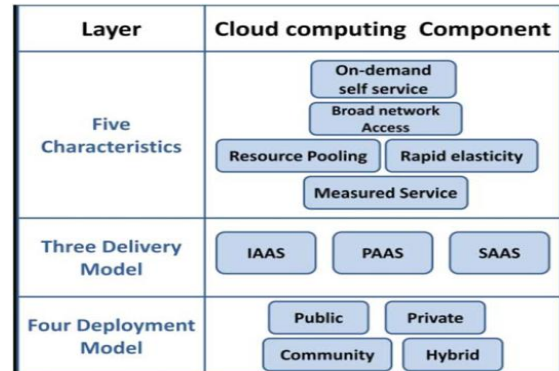 Layer
Cloud computing Component
Five
Characteristics
On-demand
self service
Broad network
Access
Resource Pooling
Rapid elasticity
Measured Service
Three Delivery
Model
IAAS
PAAS
SAAS
Four Deployment
Model
Public
Private
Community
Hybrid